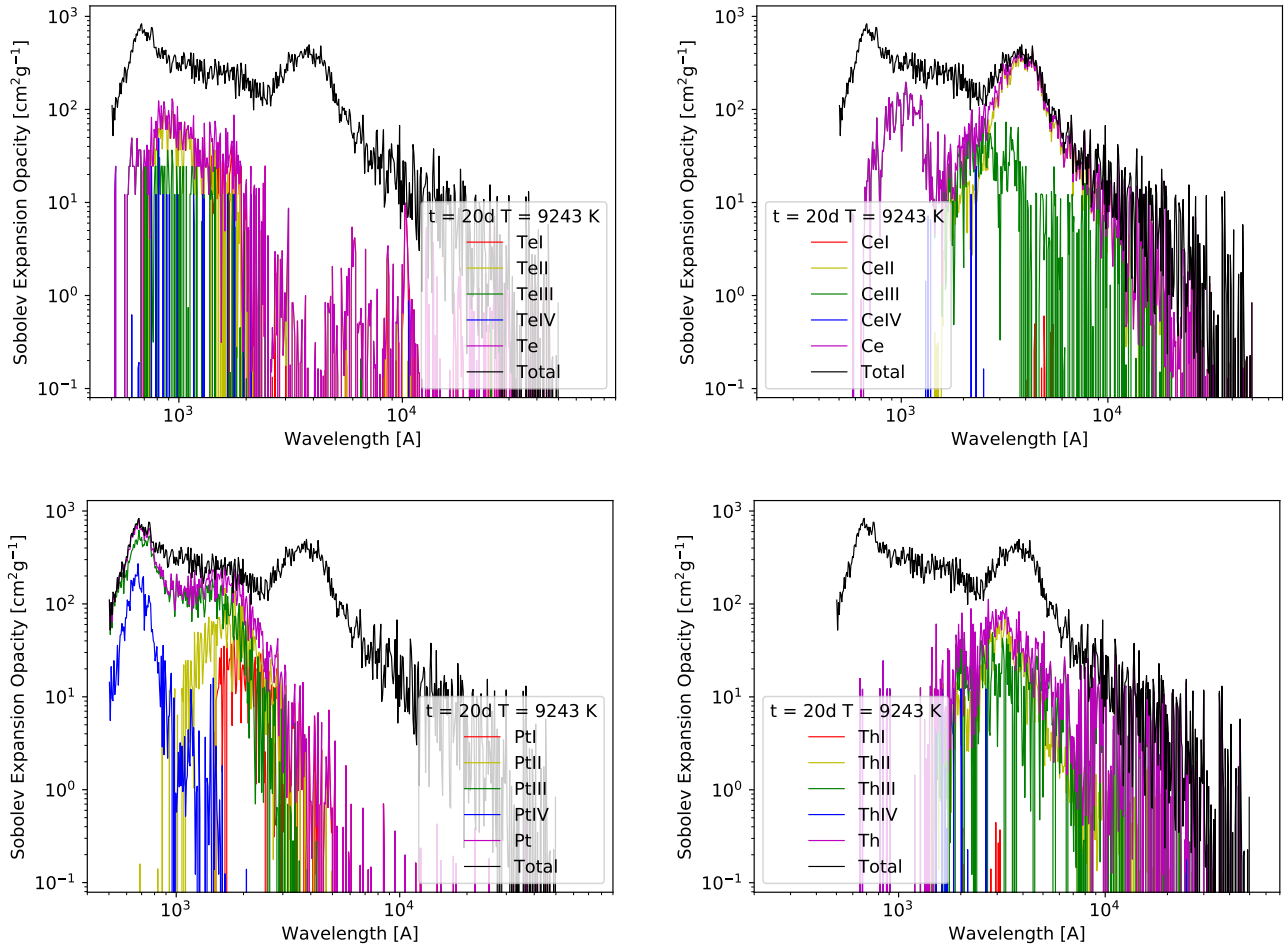 Sobolev Expansion Opacity [cm²g⁻¹]
10³
10²
10¹
10⁰
10⁻¹
t = 20d T = 9243 K
TeI
TeII
TeIII
TeIV
Te
Total
10³ 10⁴
Wavelength [A]
Sobolev Expansion Opacity [cm²g⁻¹]
10³
10²
10¹
10⁰
10⁻¹
t = 20d T = 9243 K
CeI
CeII
CeIII
CeIV
Ce
Total
10³ 10⁴
Wavelength [A]
Sobolev Expansion Opacity [cm²g⁻¹]
10³
10²
10¹
10⁰
10⁻¹
t = 20d T = 9243 K
PtI
PtII
PtIII
PtIV
Pt
Total
10³ 10⁴
Wavelength [A]
Sobolev Expansion Opacity [cm²g⁻¹]
10³
10²
10¹
10⁰
10⁻¹
t = 20d T = 9243 K
ThI
ThII
ThIII
ThIV
Th
Total
10³ 10⁴
Wavelength [A]